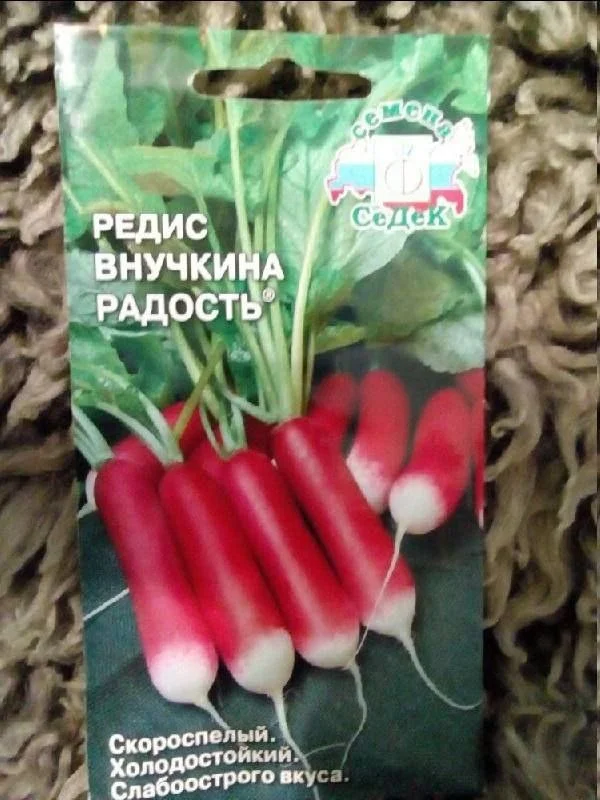 семена
СеДеК
РЕДИС
ВНУЧКИНА
РАДОСТЬ®
Скороспелый.
Холодостойкий.
Слабоострого вкуса.